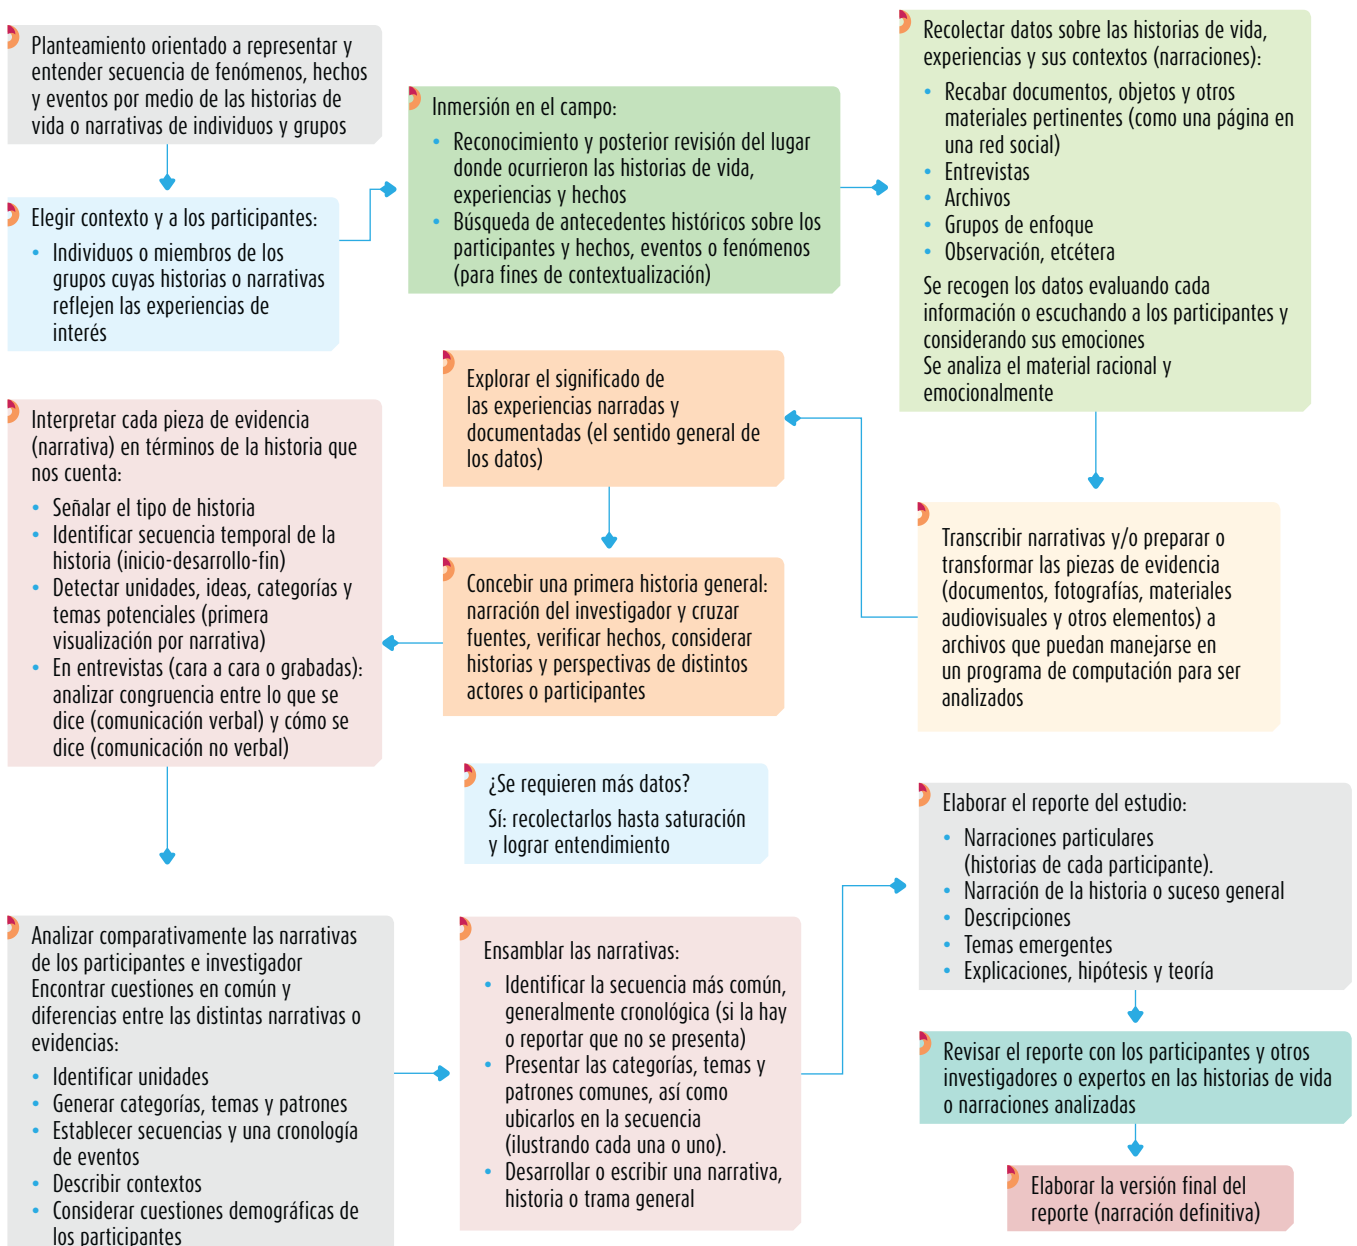 Planteamiento orientado a representar y
entender secuencia de fenómenos, hechos
y eventos por medio de las historias de
vida o narrativas de individuos y grupos
Elegir contexto y a los participantes:
• Individuos o miembros de los
grupos cuyas historias o narrativas
reflejen las experiencias de
interés
Inmersión en el campo:
• Reconocimiento y posterior revisión del lugar
donde ocurrieron las historias de vida,
experiencias y hechos
• Búsqueda de antecedentes históricos sobre los
participantes y hechos, eventos o fenómenos
(para fines de contextualización)
Recolectar datos sobre las historias de vida,
experiencias y sus contextos (narraciones):
• Recabar documentos, objetos y otros
materiales pertinentes (como una página en
una red social)
• Entrevistas
• Archivos
• Grupos de enfoque
• Observación, etcétera
Se recogen los datos evaluando cada
información o escuchando a los participantes y
considerando sus emociones
Se analiza el material racional y
emocionalmente
Transcribir narrativas y/o preparar o
transformar las piezas de evidencia
(documentos, fotografías, materiales
audiovisuales y otros elementos) a
archivos que puedan manejarse en
un programa de computación para ser
analizados
Explorar el significado de
las experiencias narradas y
documentadas (el sentido general de
los datos)
Concebir una primera historia general:
narración del investigador y cruzar
fuentes, verificar hechos, considerar
historias y perspectivas de distintos
actores o participantes
Interpretar cada pieza de evidencia
(narrativa) en términos de la historia que
nos cuenta:
• Señalar el tipo de historia
• Identificar secuencia temporal de la
historia (inicio-desarrollo-fin)
• Detectar unidades, ideas, categorías y
temas potenciales (primera
visualización por narrativa)
• En entrevistas (cara a cara o grabadas):
analizar congruencia entre lo que se
dice (comunicación verbal) y cómo se
dice (comunicación no verbal)
¿Se requieren más datos?
Sí: recolectarlos hasta saturación
y lograr entendimiento
Analizar comparativamente las narrativas
de los participantes e investigador
Encontrar cuestiones en común y
diferencias entre las distintas narrativas o
evidencias:
• Identificar unidades
• Generar categorías, temas y patrones
• Establecer secuencias y una cronología
de eventos
• Describir contextos
• Considerar cuestiones demográficas de
los participantes
Ensamblar las narrativas:
• Identificar la secuencia más común,
generalmente cronológica (si la hay
o reportar que no se presenta)
• Presentar las categorías, temas y
patrones comunes, así como
ubicarlos en la secuencia
(ilustrando cada una o uno).
• Desarrollar o escribir una narrativa,
historia o trama general
Elaborar el reporte del estudio:
• Narraciones particulares
(historias de cada participante).
• Narración de la historia o suceso general
• Descripciones
• Temas emergentes
• Explicaciones, hipótesis y teoría
Revisar el reporte con los participantes y otros
investigadores o expertos en las historias de vida
o narraciones analizadas
Elaborar la versión final del
reporte (narración definitiva)